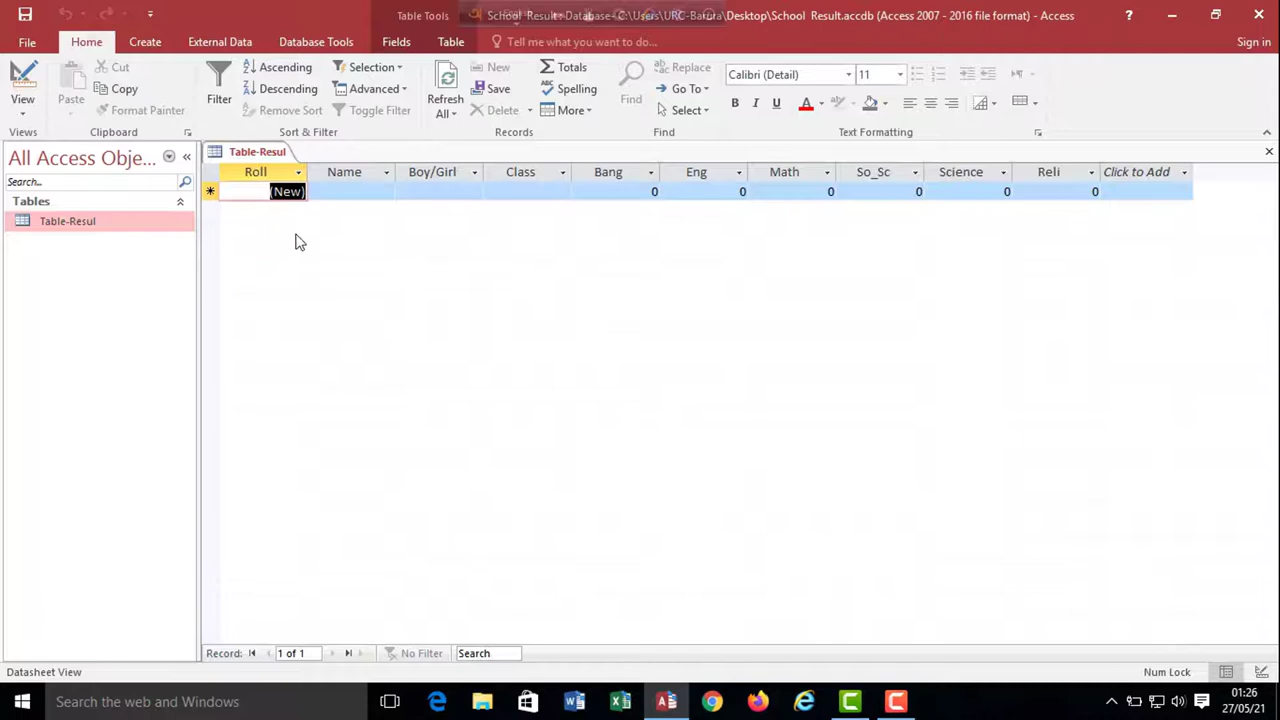 Table Tools
School Result- Database- C:\Users\URC-Barura\Desktop\School Result.accdb (Access 2007 - 2016 file format) - Access
?
File
Home
Create
External Data
Database Tools
Fields
Table
Tell me what you want to do...
Sign in
View
Views
Paste
Cut
Copy
Format Painter
Clipboard
Filter
Ascending
Descending
Remove Sort
Selection
Advanced
Toggle Filter
Sort & Filter
Refresh
All
New
Save
Delete
Totals
Spelling
More
Records
Find
Replace
Go To
Select
Find
Calibri (Detail)
11
B I U A
Text Formatting
All Access Obje...
Search...
Tables
Table-Resul
Table-Resul
Roll Name Boy/Girl Class Bang Eng Math So_Sc Science Reli Click to Add
(New) 0 0 0 0 0 0
Record: 1 of 1 No Filter Search
Datasheet View
Num Lock
Search the web and Windows
01:26
27/05/21